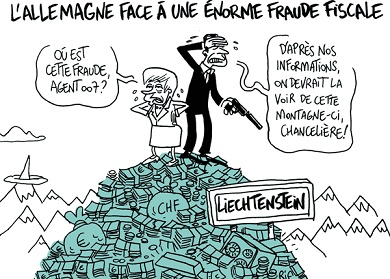 L'ALLEMAGNE FACE À UNE ÉNORME FRAUDE FISCALE
OÙ EST
CETTE FRAUDE,
AGENT 007?
D'APRÈS NOS
INFORMATIONS,
ON DEVRAIT LA
VOIR DE CETTE
MONTAGNE-CI,
CHANCELIÈRE!
CHF
LIECHTENSTEIN